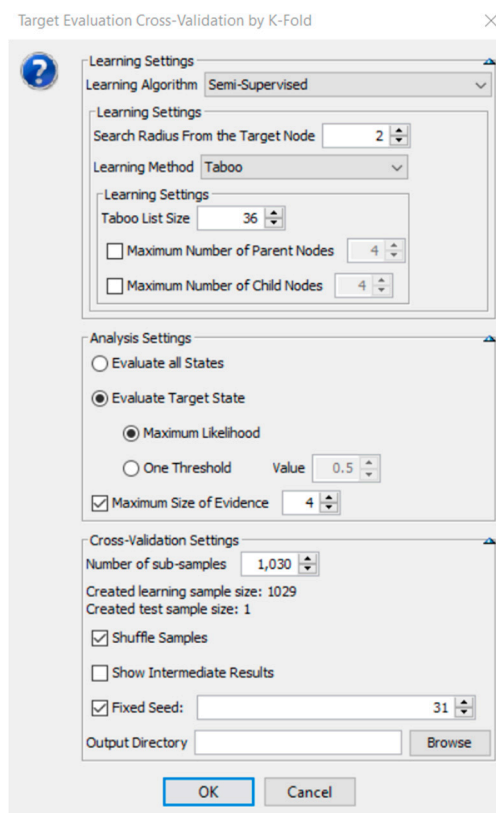 Target Evaluation Cross-Validation by K-Fold
Learning Settings
Learning Algorithm Semi-Supervised
Learning Settings
Search Radius From the Target Node 2
Learning Method Taboo
Learning Settings
Taboo List Size 36
Maximum Number of Parent Nodes 4
Maximum Number of Child Nodes 4
Analysis Settings
Evaluate all States
Evaluate Target State
Maximum Likelihood
One Threshold Value 0.5
Maximum Size of Evidence 4
Cross-Validation Settings
Number of sub-samples 1,030
Created learning sample size: 1029
Created test sample size: 1
Shuffle Samples
Show Intermediate Results
Fixed Seed: 31
Output Directory Browse
OK Cancel